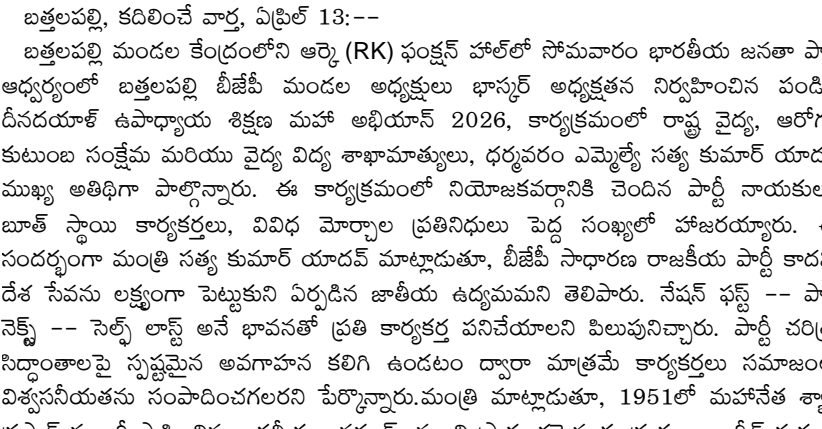 బత్తలపల్లి, కదిలించే వార్త, ఏప్రిల్ 13:--
బత్తలపల్లి మండల కేంద్రంలోని ఆర్కె (RK) ఫంక్షన్ హాల్‌లో సోమవారం భారతీయ జనతా
ఆధ్వర్యంలో బత్తలపల్లి బీజేపీ మండల అధ్యక్షులు భాస్కర్ అధ్యక్షతన నిర్వహించిన
దీనదయాళ్ ఉపాధ్యాయ శిక్షణ మహా అభియాన్ 2026, కార్యక్రమంలో రాష్ట్ర వైద్య,
కుటుంబ సంక్షేమ మరియు వైద్య విద్య శాఖామాత్యులు, ధర్మవరం ఎమ్మెల్యే సత్య కుమార్
ముఖ్య అతిథిగా పాల్గొన్నారు. ఈ కార్యక్రమంలో నియోజకవర్గానికి చెందిన పార్టీ
బూత్ స్థాయి కార్యకర్తలు, వివిధ మోర్చాల ప్రతినిధులు పెద్ద సంఖ్యలో హాజరయ్యారు.
సందర్భంగా మంత్రి సత్య కుమార్ యాదవ్ మాట్లాడుతూ, బీజేపీ సాధారణ రాజకీయ పార్టీ
దేశ సేవను లక్ష్యంగా పెట్టుకుని ఏర్పడిన జాతీయ ఉద్యమమని తెలిపారు. నేషన్ ఫస్ట్ --
నెక్స్ట్ -- సెల్ఫ్ లాస్ట్ అనే భావనతో ప్రతి కార్యకర్త పనిచేయాలని పిలుపునిచ్చారు. పార్టీ
సిద్ధాంతాలపై స్పష్టమైన అవగాహన కలిగి ఉండటం ద్వారా మాత్రమే కార్యకర్తలు
విశ్వసనీయతను సంపాదించగలరని పేర్కొన్నారు.మంత్రి మాట్లాడుతూ, 1951లో మహానేత